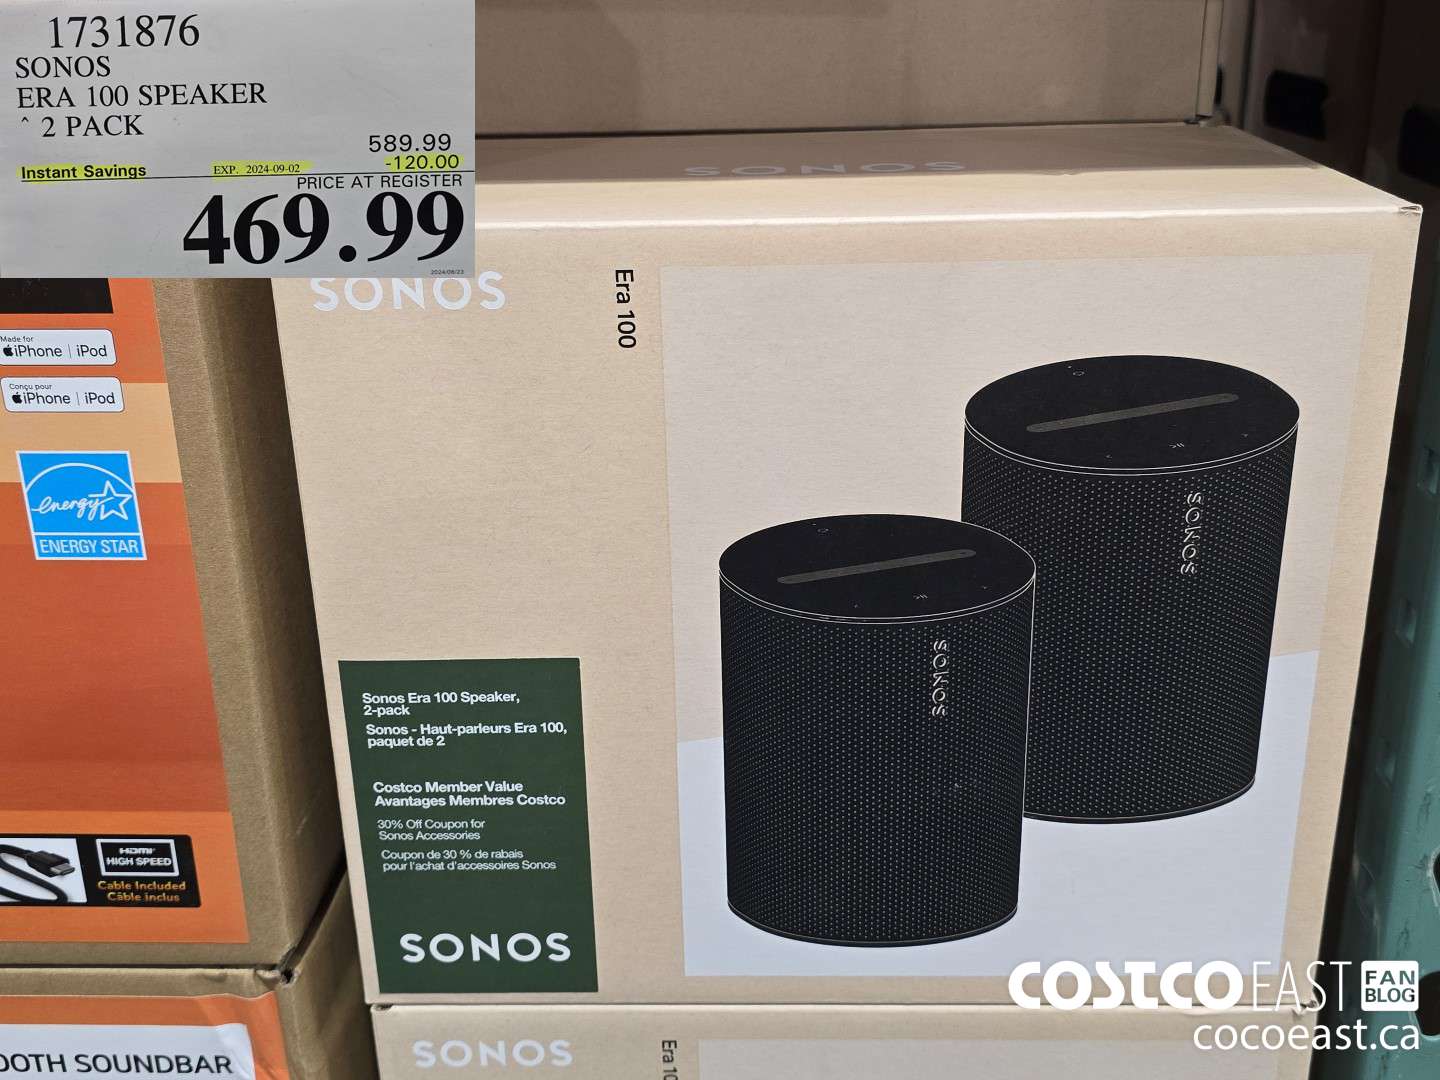 1731876
SONOS
ERA 100 SPEAKER
^ 2 PACK
589.99
Instant Savings EXP. 2024-09-02 -120.00
PRICE AT REGISTER
469.99
2024/08/23
SONOS
SONOS
Era 100
Made for
iPhone | iPod
Conçu pour
iPhone | iPod
energy
ENERGY STAR
SONOS
SONOS
Sonos Era 100 Speaker,
2-pack
Sonos - Haut-parleurs Era 100,
paquet de 2
Costco Member Value
Avantages Membres Costco
30% Off Coupon for
Sonos Accessories
Coupon de 30 % de rabais
pour l'achat d'accessoires Sonos
SONOS
HDMI
HIGH SPEED
Cable Included
Câble inclus
OOTH SOUNDBAR
SONOS
Era 10
COSTCO EAST FAN
BLOG
cocoeast.ca